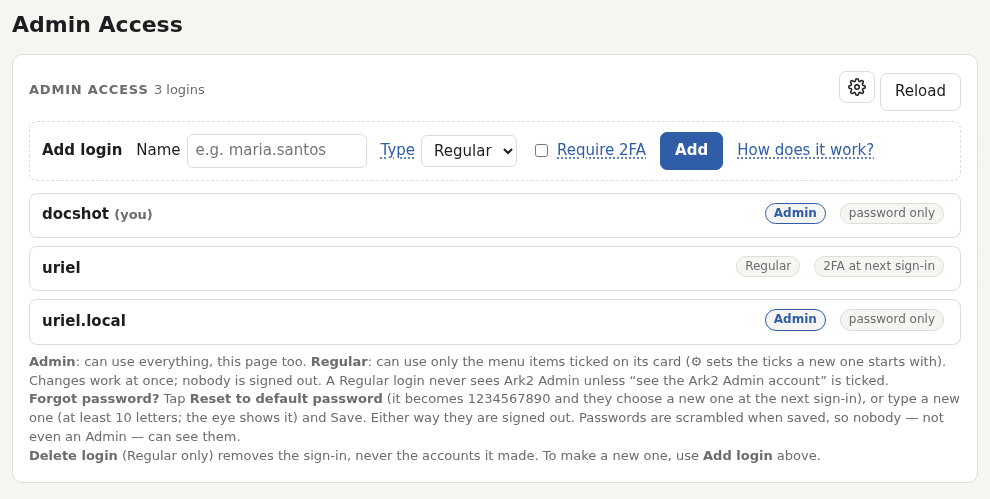 Admin Access
ADMIN ACCESS 3 logins
Reload
Add login Name e.g. maria.santos Type Regular Require 2FA Add How does it work?
docshot (you) Admin password only
uriel Regular 2FA at next sign-in
uriel.local Admin password only
Admin: can use everything, this page too. Regular: can use only the menu items ticked on its card (⚙ sets the ticks a new one starts with).
Changes work at once; nobody is signed out. A Regular login never sees Ark2 Admin unless “see the Ark2 Admin account” is ticked.
Forgot password? Tap Reset to default password (it becomes 1234567890 and they choose a new one at the next sign-in), or type a new
one (at least 10 letters; the eye shows it) and Save. Either way they are signed out. Passwords are scrambled when saved, so nobody — not
even an Admin — can see them.
Delete login (Regular only) removes the sign-in, never the accounts it made. To make a new one, use Add login above.